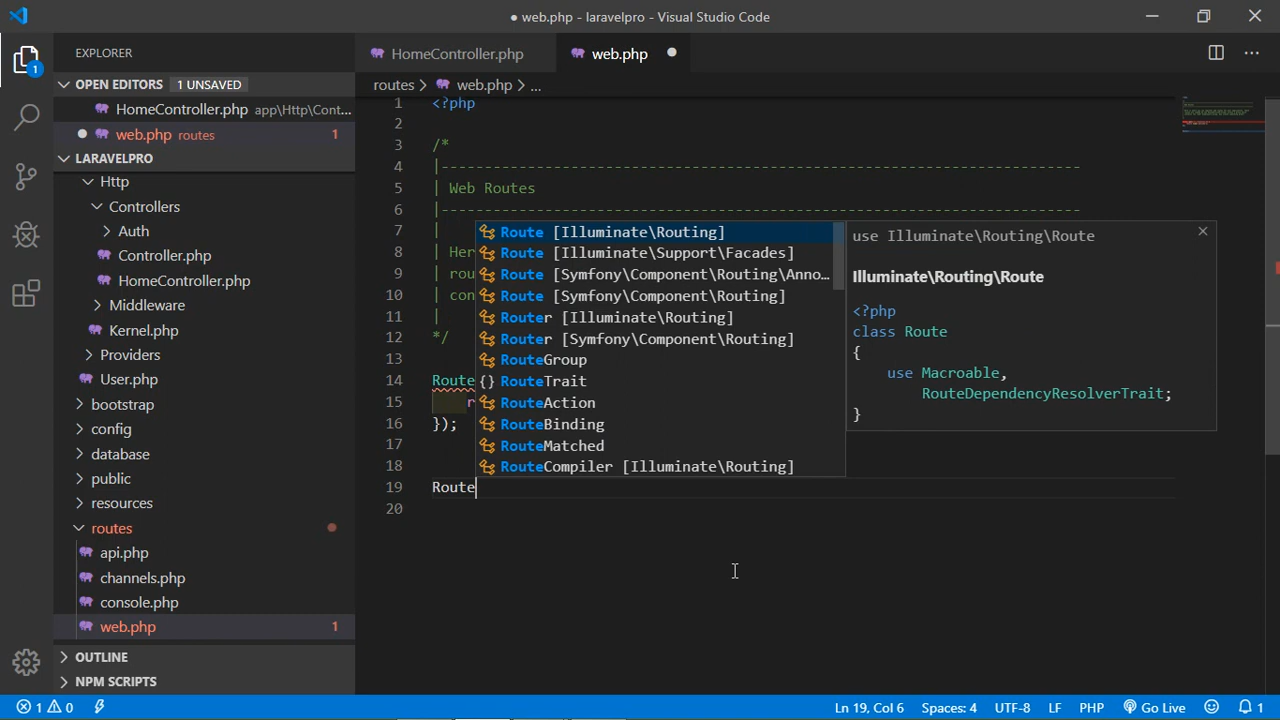 ● web.php - laravelpro - Visual Studio Code
EXPLORER
HomeController.php
web.php ●
OPEN EDITORS 1 UNSAVED
HomeController.php app\Http\Cont...
● web.php routes 1
LARAVELPRO
Http
Controllers
Auth
Controller.php
HomeController.php
Middleware
Kernel.php
Providers
User.php
bootstrap
config
database
public
resources
routes
api.php
channels.php
console.php
web.php 1
OUTLINE
NPM SCRIPTS
1
routes > web.php > ...
1 <?php
2
3 /*
4 |--------------------------------------------------------------------------
5 | Web Routes
6 |--------------------------------------------------------------------------
7 |
8 | Her
9 | rou
10 | con
11 |
12 */
13
14 Route
15 r
16 });
17
18
19 Route
20
Route [Illuminate\Routing]
Route [Illuminate\Support\Facades]
Route [Symfony\Component\Routing\Anno...
Route [Symfony\Component\Routing]
Router [Illuminate\Routing]
Router [Symfony\Component\Routing]
RouteGroup
{} RouteTrait
RouteAction
RouteBinding
RouteMatched
RouteCompiler [Illuminate\Routing]
use Illuminate\Routing\Route
Illuminate\Routing\Route
<?php
class Route
{
use Macroable,
RouteDependencyResolverTrait;
}
1 0
Ln 19, Col 6 Spaces: 4 UTF-8 LF PHP Go Live 1